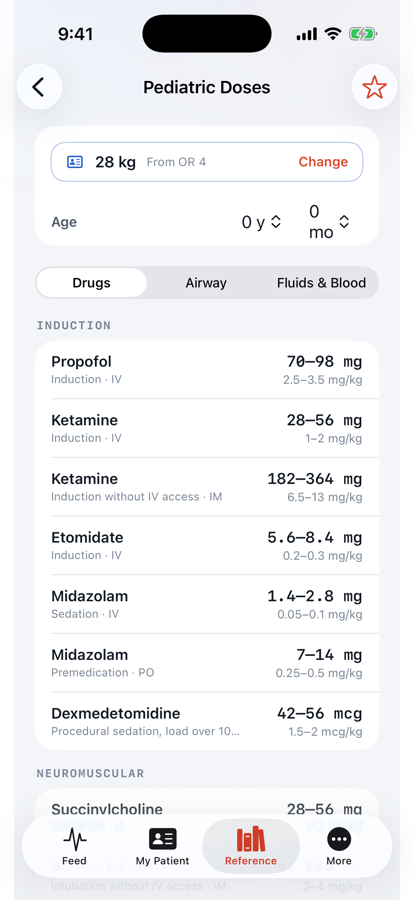 9:41
Pediatric Doses
28 kg From OR 4 Change
Age 0 y 0 mo
Drugs Airway Fluids & Blood
INDUCTION
Propofol 70–98 mg
Induction · IV 2.5–3.5 mg/kg
Ketamine 28–56 mg
Induction · IV 1–2 mg/kg
Ketamine 182–364 mg
Induction without IV access · IM 6.5–13 mg/kg
Etomidate 5.6–8.4 mg
Induction · IV 0.2–0.3 mg/kg
Midazolam 1.4–2.8 mg
Sedation · IV 0.05–0.1 mg/kg
Midazolam 7–14 mg
Premedication · PO 0.25–0.5 mg/kg
Dexmedetomidine 42–56 mcg
Procedural sedation, load over 10... 1.5–2 mcg/kg
NEUROMUSCULAR
Succinylcholine 28–56 mg
Feed My Patient Reference More
Intubation without IV access · IM 3–4 mg/kg